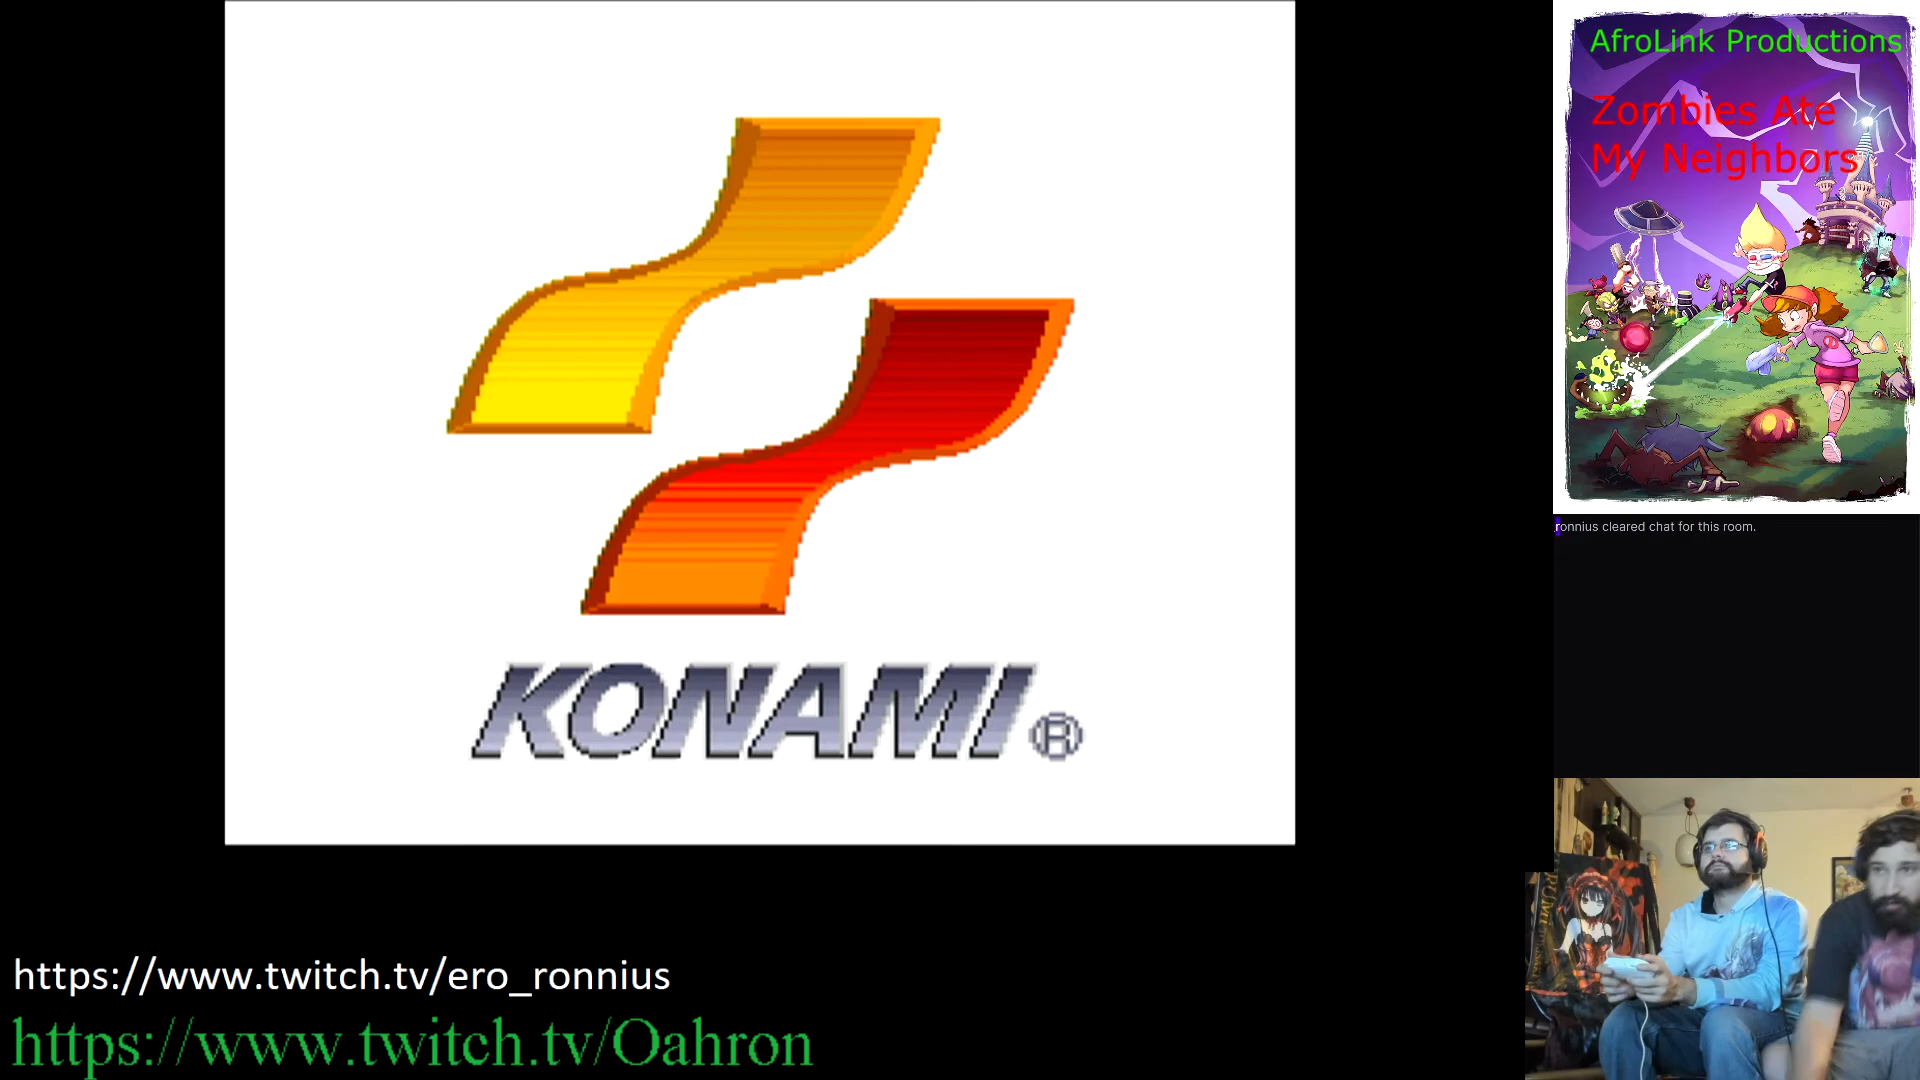 KONAMI®
AfroLink Productions
Zombies Ate
My Neighbors
ronnius cleared chat for this room.
https://www.twitch.tv/ero_ronnius
https://www.twitch.tv/Oahron